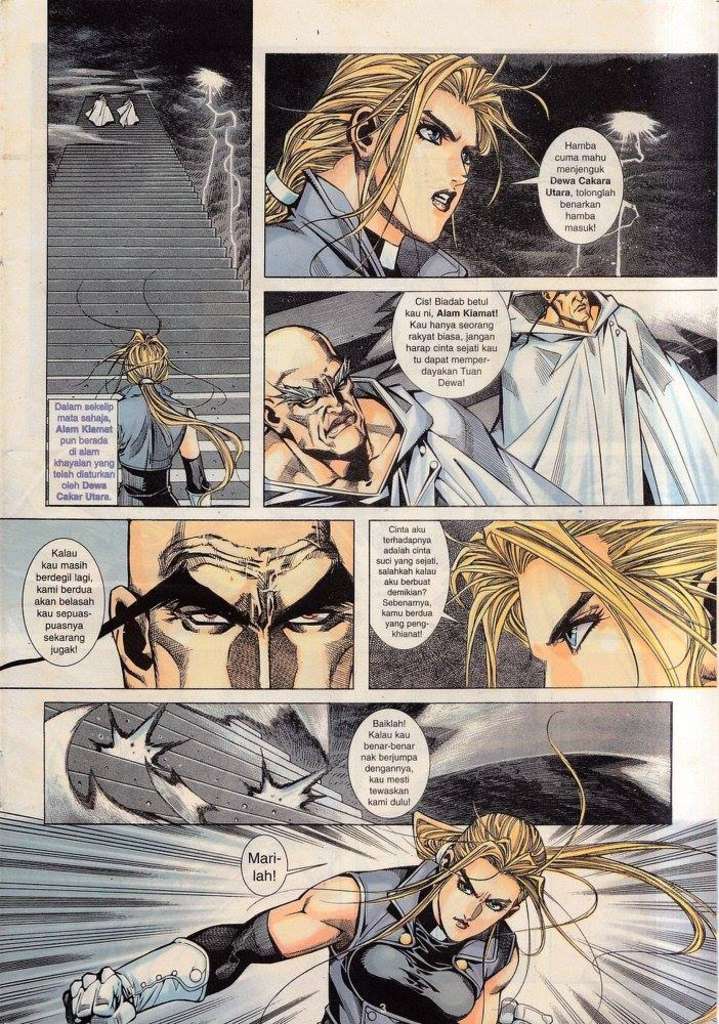 Hamba
cuma mahu
menjenguk
Dewa Cakara
Utara, tolonglah
benarkan
hamba
masuk!
Dalam sekelip
mata sahaja,
Alam Kiamat
pun berada
di alam
khayalan yang
telah diaturkan
oleh Dewa
Cakar Utara.
Cis! Biadab betul
kau ni, Alam Kiamat!
Kau hanya seorang
rakyat biasa, jangan
harap cinta sejati kau
tu dapat memper-
dayakan Tuan
Dewa!
Kalau
kau masih
berdegil lagi,
kami berdua
akan belasah
kau sepuas-
puasnya
sekarang
jugak!
Cinta aku
terhadapnya
adalah cinta
suci yang sejati,
salahkah kalau
aku berbuat
demikian?
Sebenarnya,
kamu berdua
yang peng-
khianat!
Baiklah!
Kalau kau
benar-benar
nak berjumpa
dengannya,
kau mesti
tewaskan
kami dulu!
Mari-
lah!
3